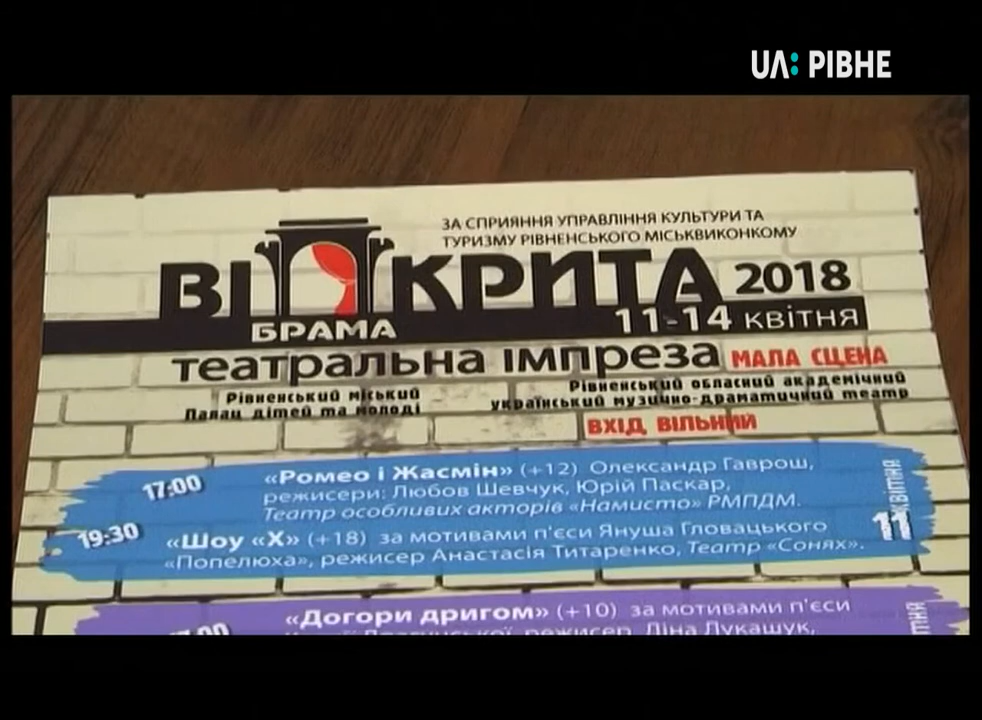 UA: РІВНЕ
ЗА СПРИЯННЯ УПРАВЛІННЯ КУЛЬТУРИ ТА
ТУРИЗМУ РІВНЕНСЬКОГО МІСЬКВИКОНКОМУ
ВІДКРИТА 2018
БРАМА 11-14 КВІТНЯ
театральна імпреза МАЛА СЦЕНА
Рівненський міський
Палац дітей та молоді
Рівненський обласний академічний
український музично-драматичний театр
ВХІД ВІЛЬНИЙ
17:00 «Ромео і Жасмін» (+12) Олександр Гаврош,
режисери: Любов Шевчук, Юрій Паскар,
Театр особливих акторів «Намисто» РМПДМ.
11 КВІТНЯ
19:30 «Шоу «Х» (+18) за мотивами п'єси Януша Гловацького
«Попелюха», режисер Анастасія Титаренко, Театр «Сонях».
«Догори дригом» (+10) за мотивами п'єси
режисер Ліна Лукашук,